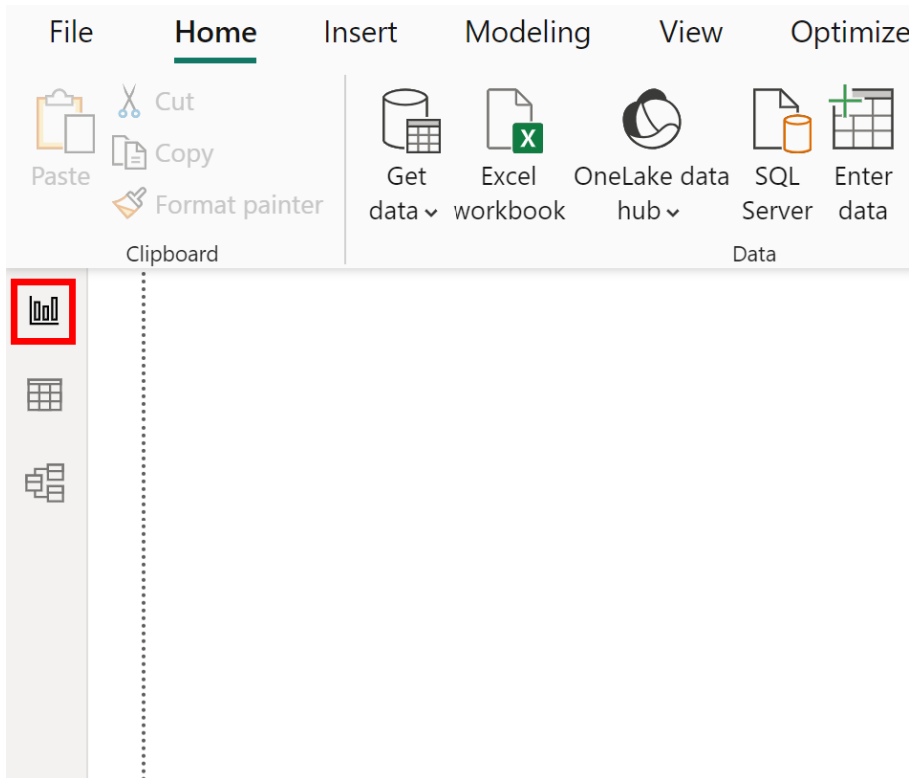 File Home Insert Modeling View Optimize
Cut
Copy
Paste
Format painter
Clipboard
Get data
Excel workbook
OneLake data hub
SQL Server
Enter data
Data